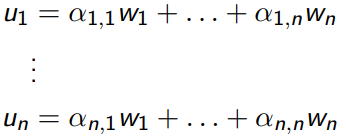 u₁ = α₁,₁w₁ + … + α₁,ₙwₙ
⋮
uₙ = αₙ,₁w₁ + … + αₙ,ₙwₙ